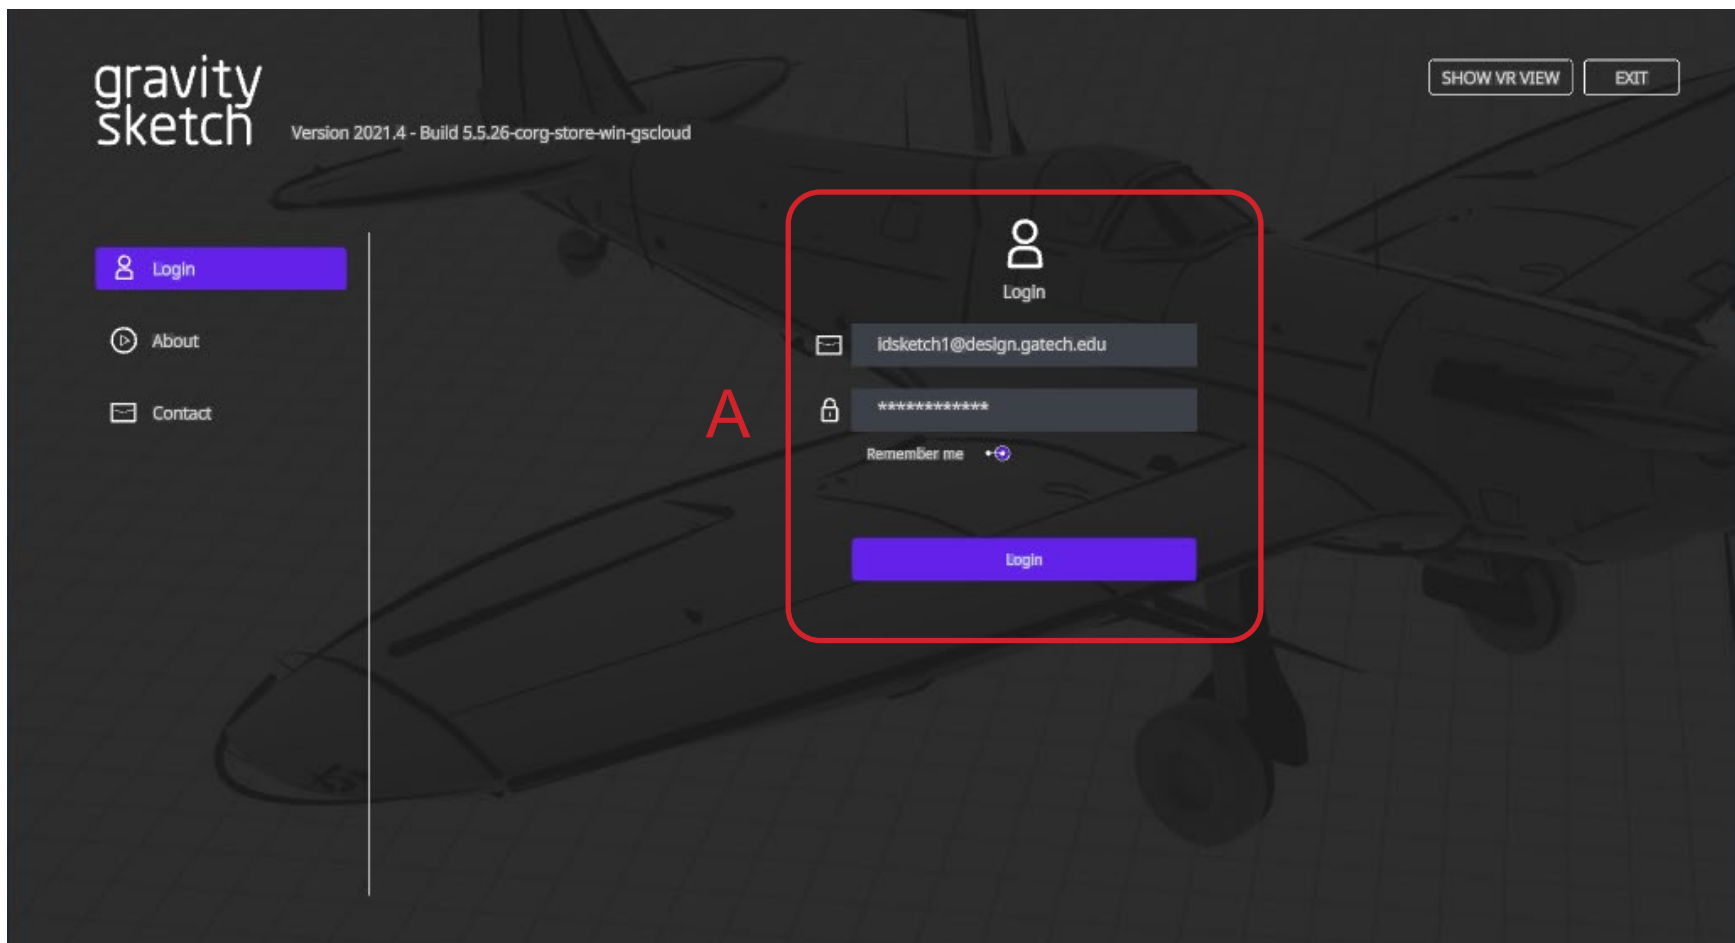 gravity
sketch
Version 2021.4 - Build 5.5.26-corg-store-win-gscloud
SHOW VR VIEW
EXIT
Login
About
Contact
A
Login
idsketch1@design.gatech.edu
************
Remember me
Login